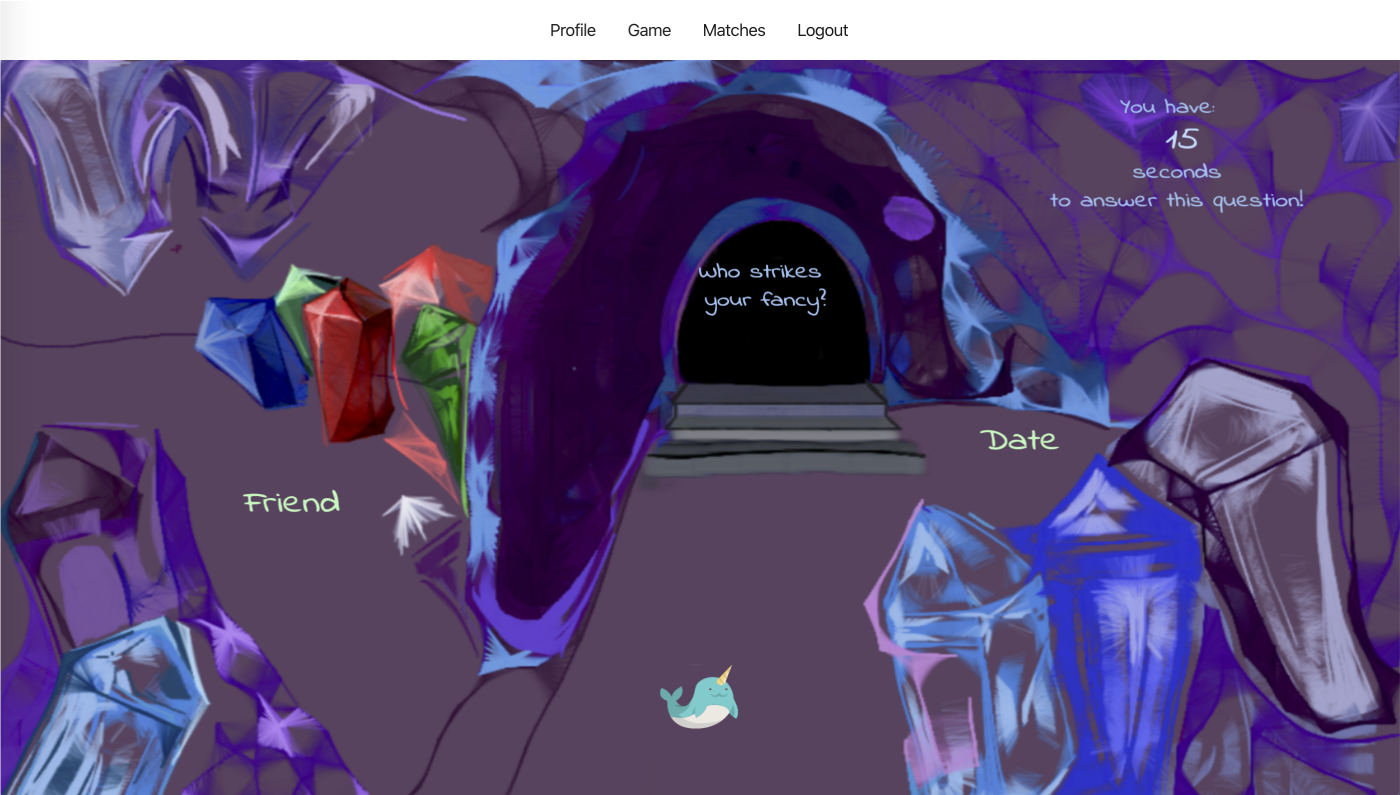 Profile Game Matches Logout
You have:
15
seconds
to answer this question!
Who strikes
your fancy?
Date
Friend